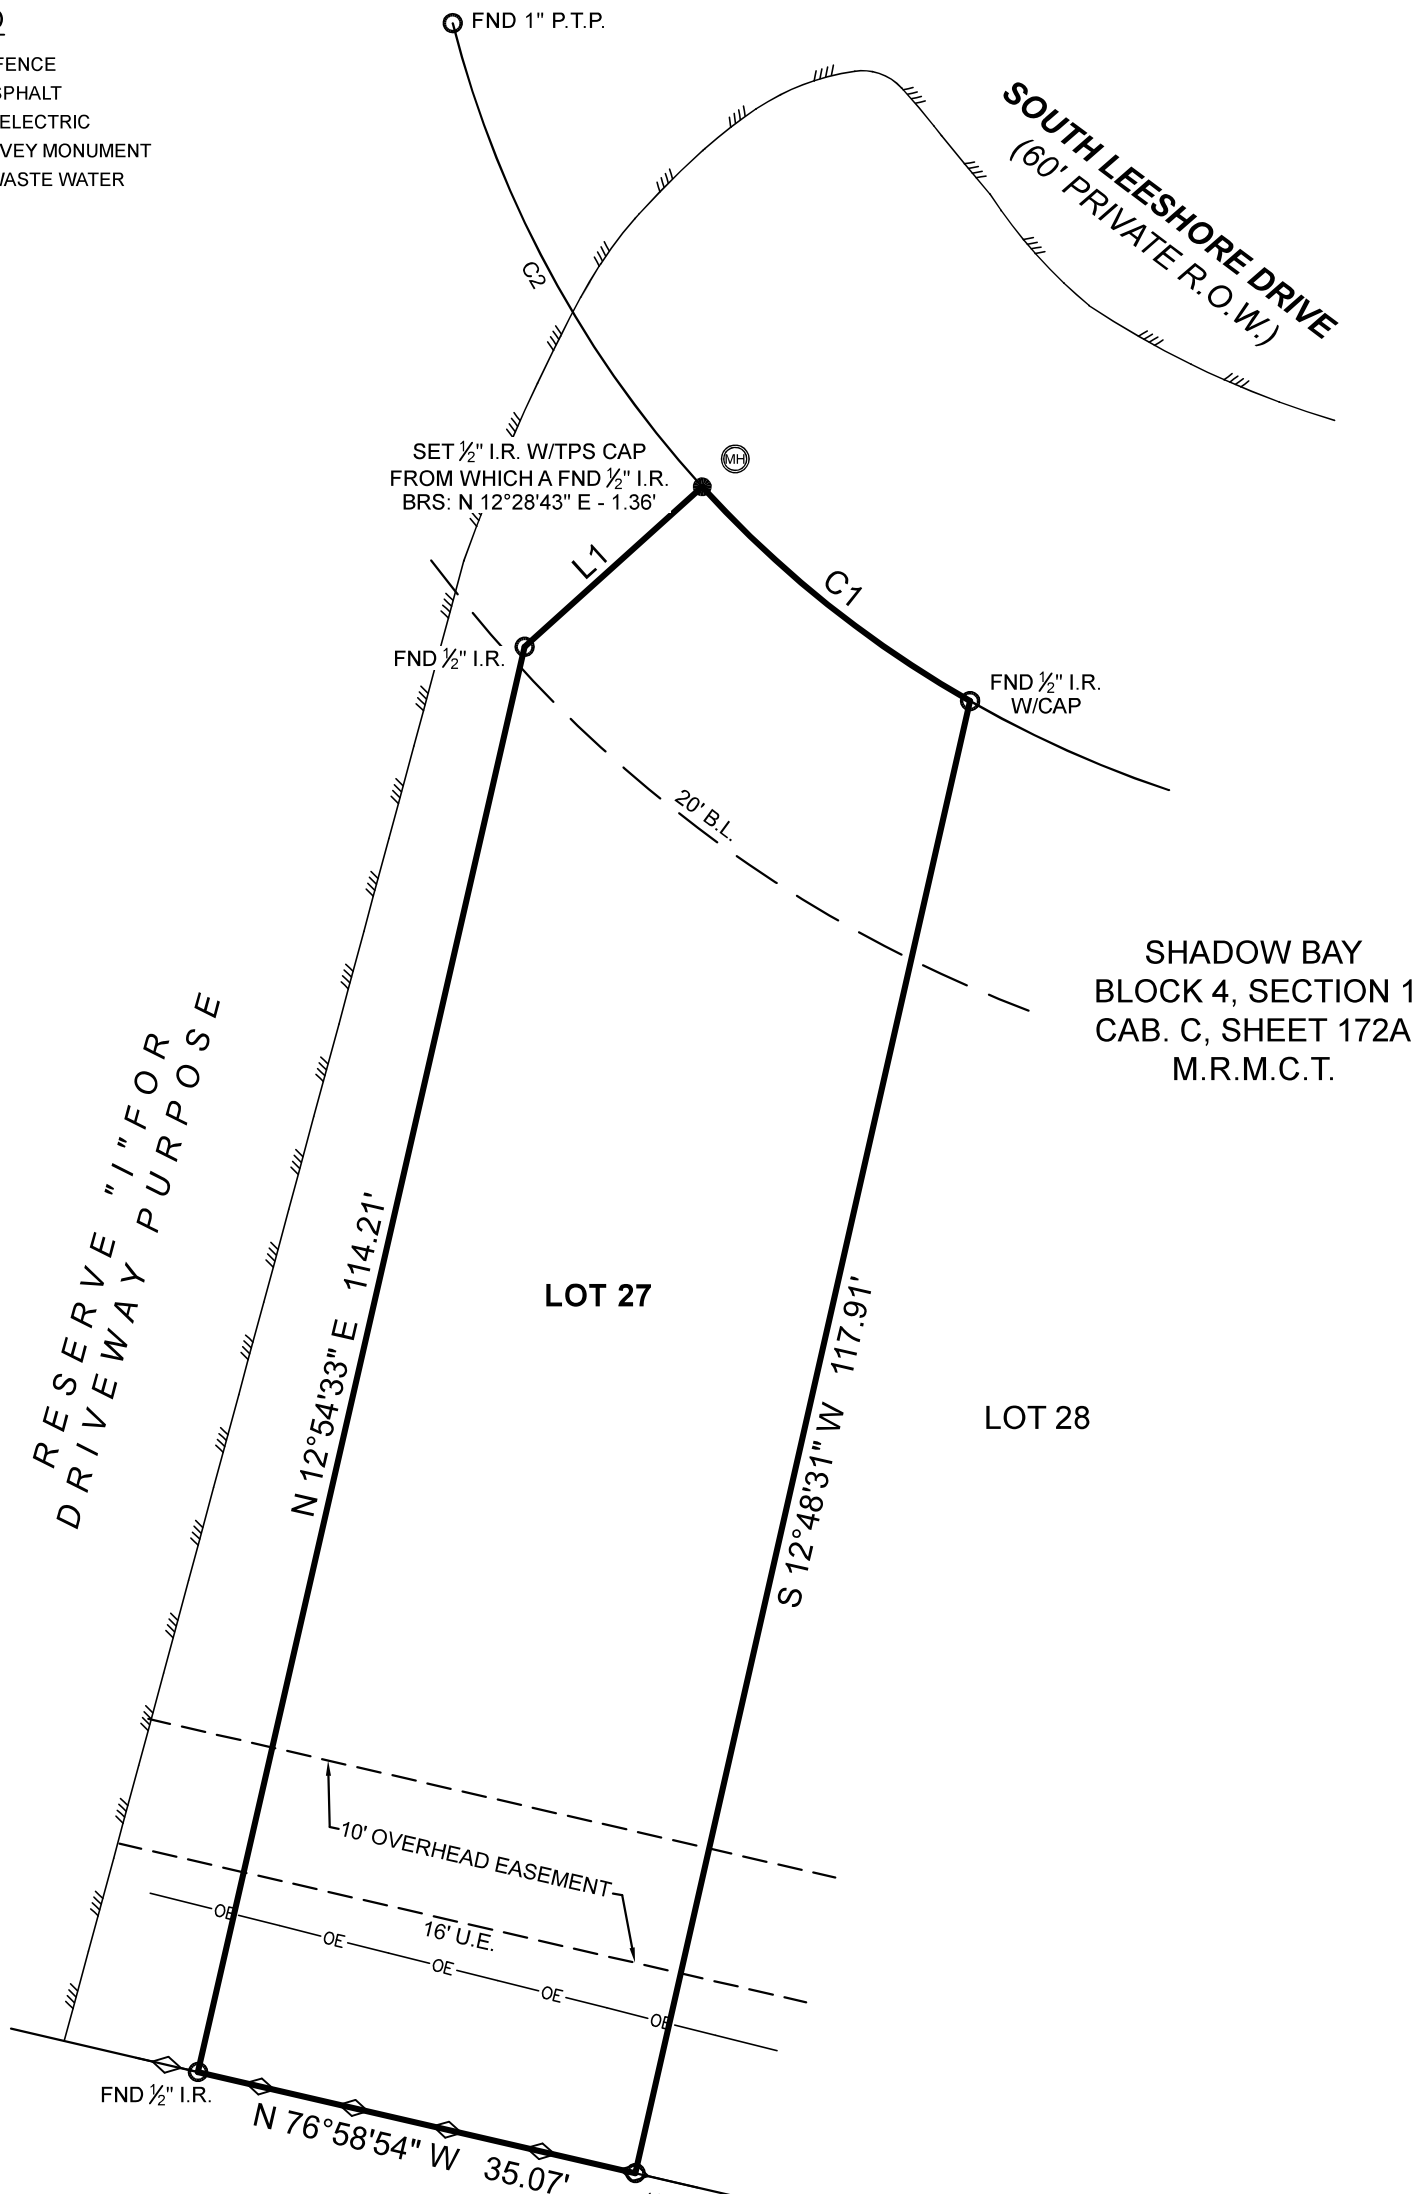 FENCE
ELECTRIC
WASTE WATER
MONUMENT
FND 1" P.T.P.
SOUTH LEESHORE DRIVE
(60' PRIVATE R.O.W.)
C2
SET ½" I.R. W/TPS CAP
FROM WHICH A FND ½" I.R.
BRS: N 12°28'43" E - 1.36'
MH
L1
C1
FND ½" I.R.
FND ½" I.R.
W/CAP
20' B.L.
SHADOW BAY
BLOCK 4, SECTION 1
CAB. C, SHEET 172A
M.R.M.C.T.
RESERVE "I" FOR
DRIVEWAY PURPOSE
N 12°54'33" E 114.21'
LOT 27
S 12°48'31" W 117.91'
LOT 28
10' OVERHEAD EASEMENT
16' U.E.
OE
OE
OE
OE
OE
FND ½" I.R.
N 76°58'54" W 35.07'